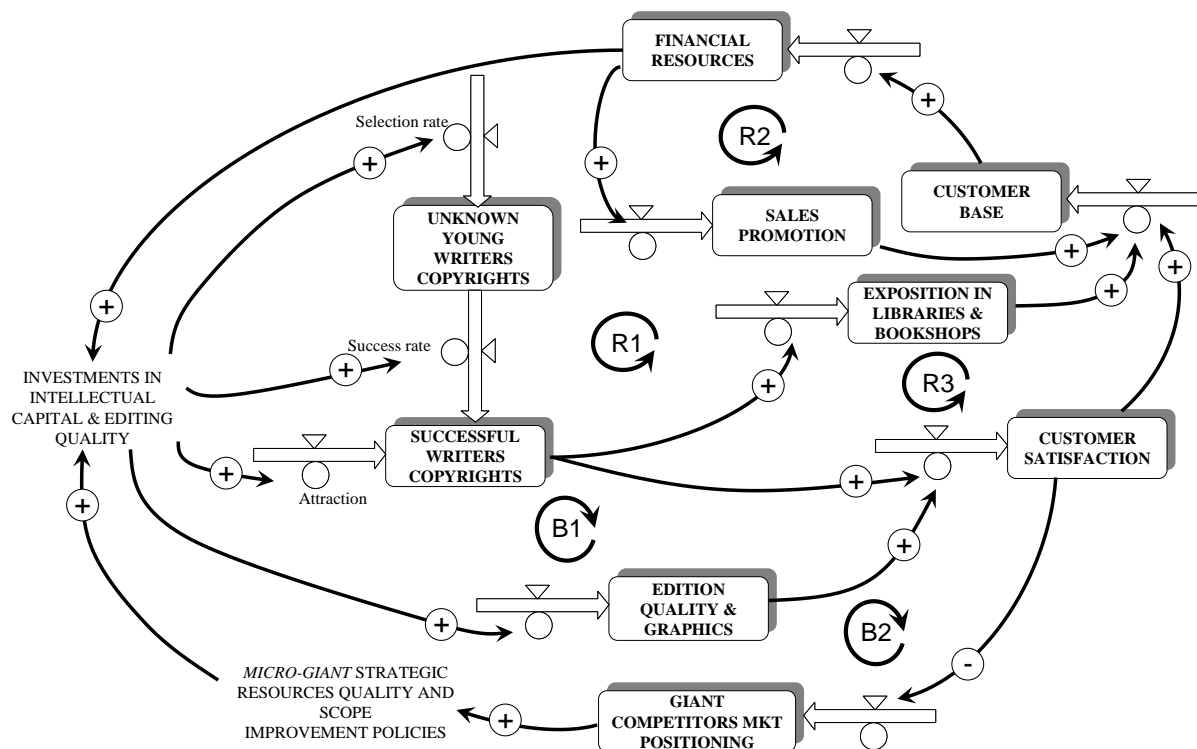 FINANCIAL
RESOURCES
+
Selection rate
+
R2
+
CUSTOMER
BASE
UNKNOWN
YOUNG
WRITERS
COPYRIGHTS
SALES
PROMOTION
+
+
+
EXPOSITION IN
LIBRARIES &
BOOKSHOPS
+
+
Success rate
R1
+
INVESTMENTS IN
INTELLECTUAL
CAPITAL & EDITING
QUALITY
+
R3
SUCCESSFUL
WRITERS
COPYRIGHTS
CUSTOMER
SATISFACTION
+
Attraction
+
+
B1
+
EDITION
QUALITY &
GRAPHICS
+
B2
MICRO-GIANT STRATEGIC
RESOURCES QUALITY AND
SCOPE
IMPROVEMENT POLICIES
-
+
GIANT
COMPETITORS MKT
POSITIONING